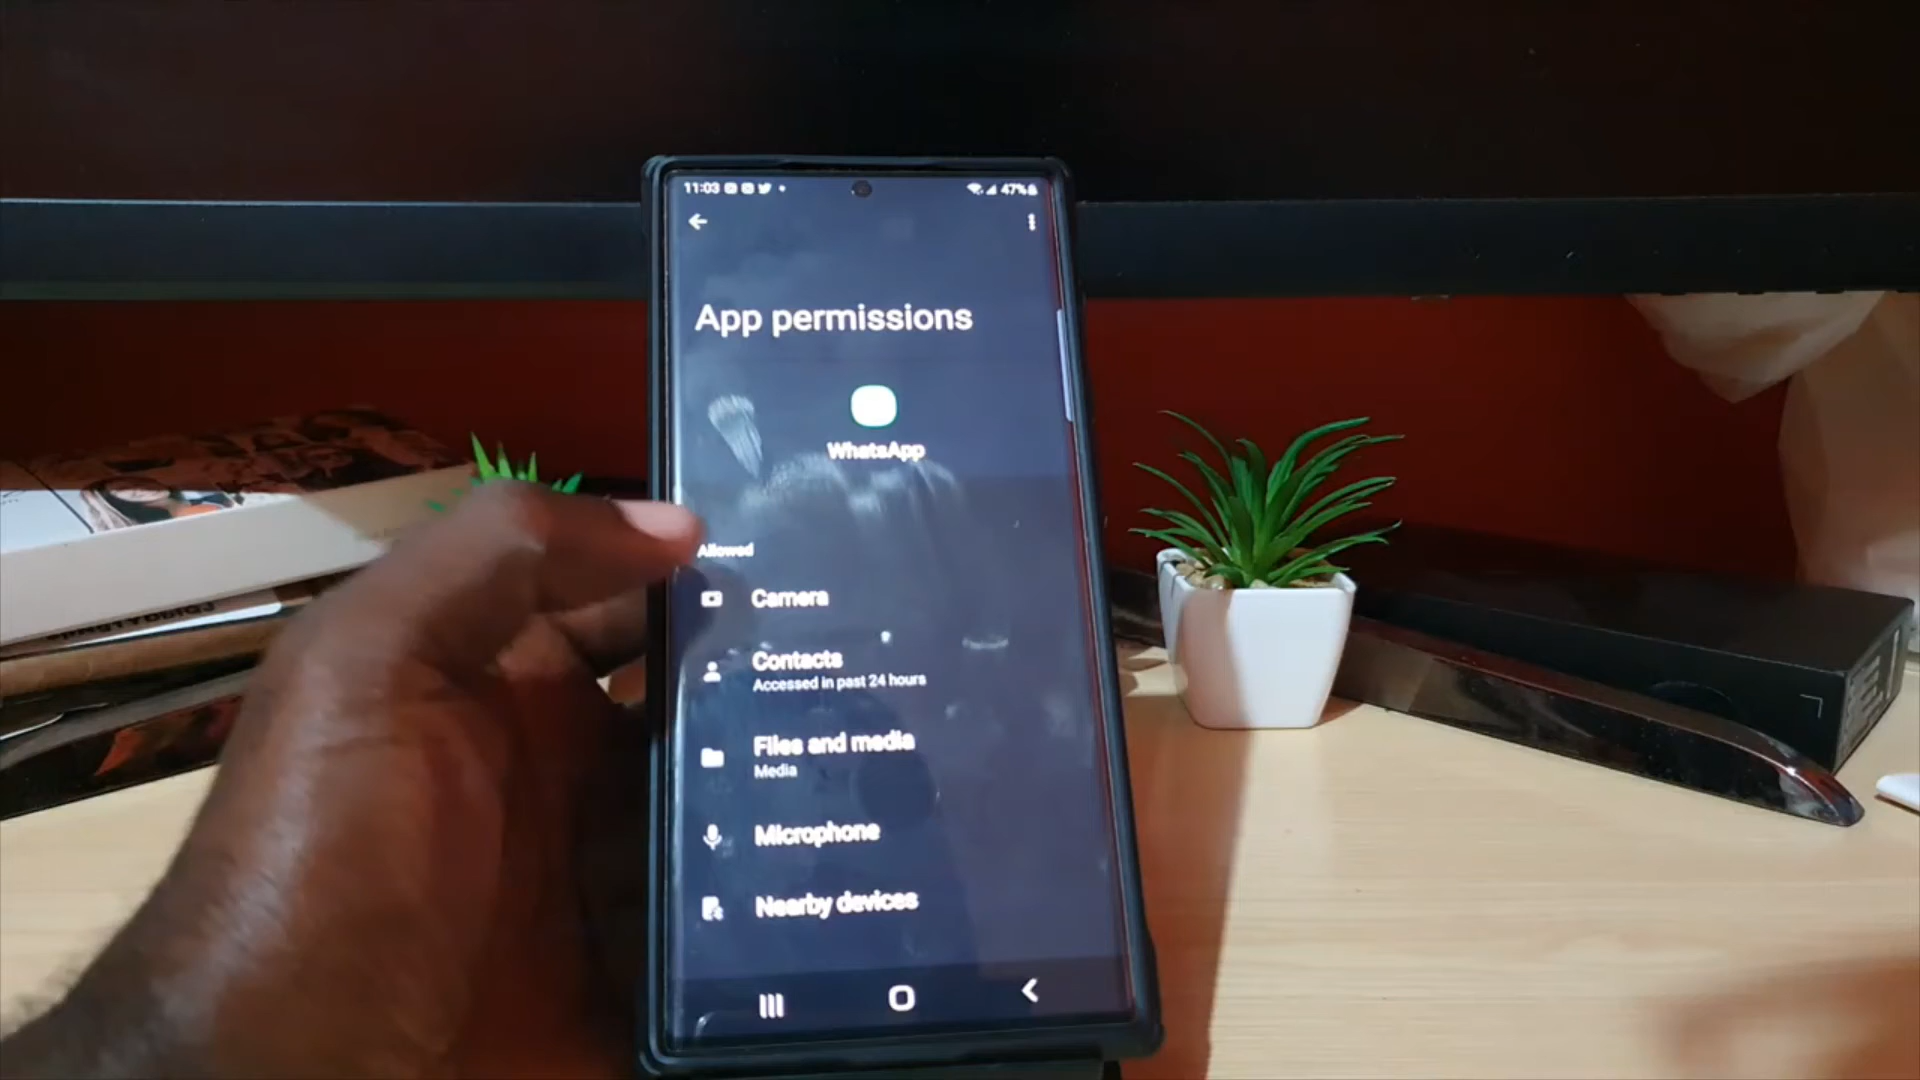 11:03
47%
App permissions
WhatsApp
Allowed
Camera
Contacts
Accessed in past 24 hours
Files and media
Media
Microphone
Nearby devices